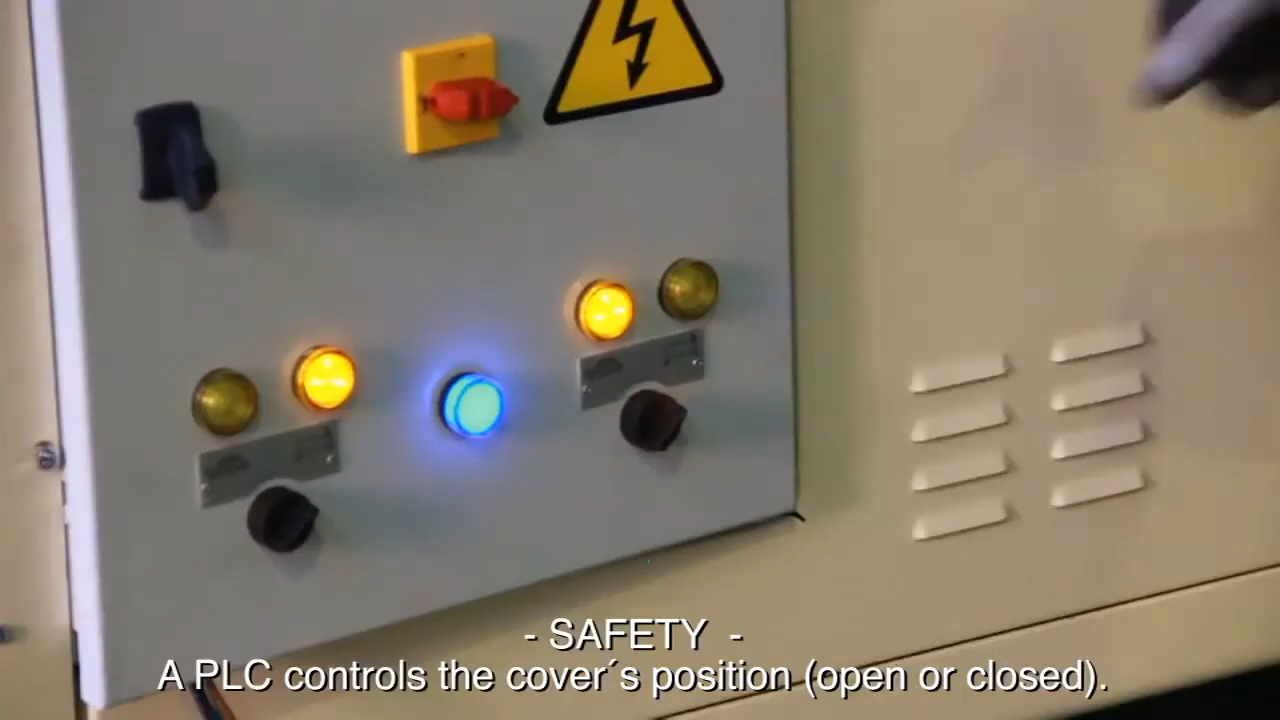 - SAFETY  -
A PLC controls the cover´s position (open or closed).